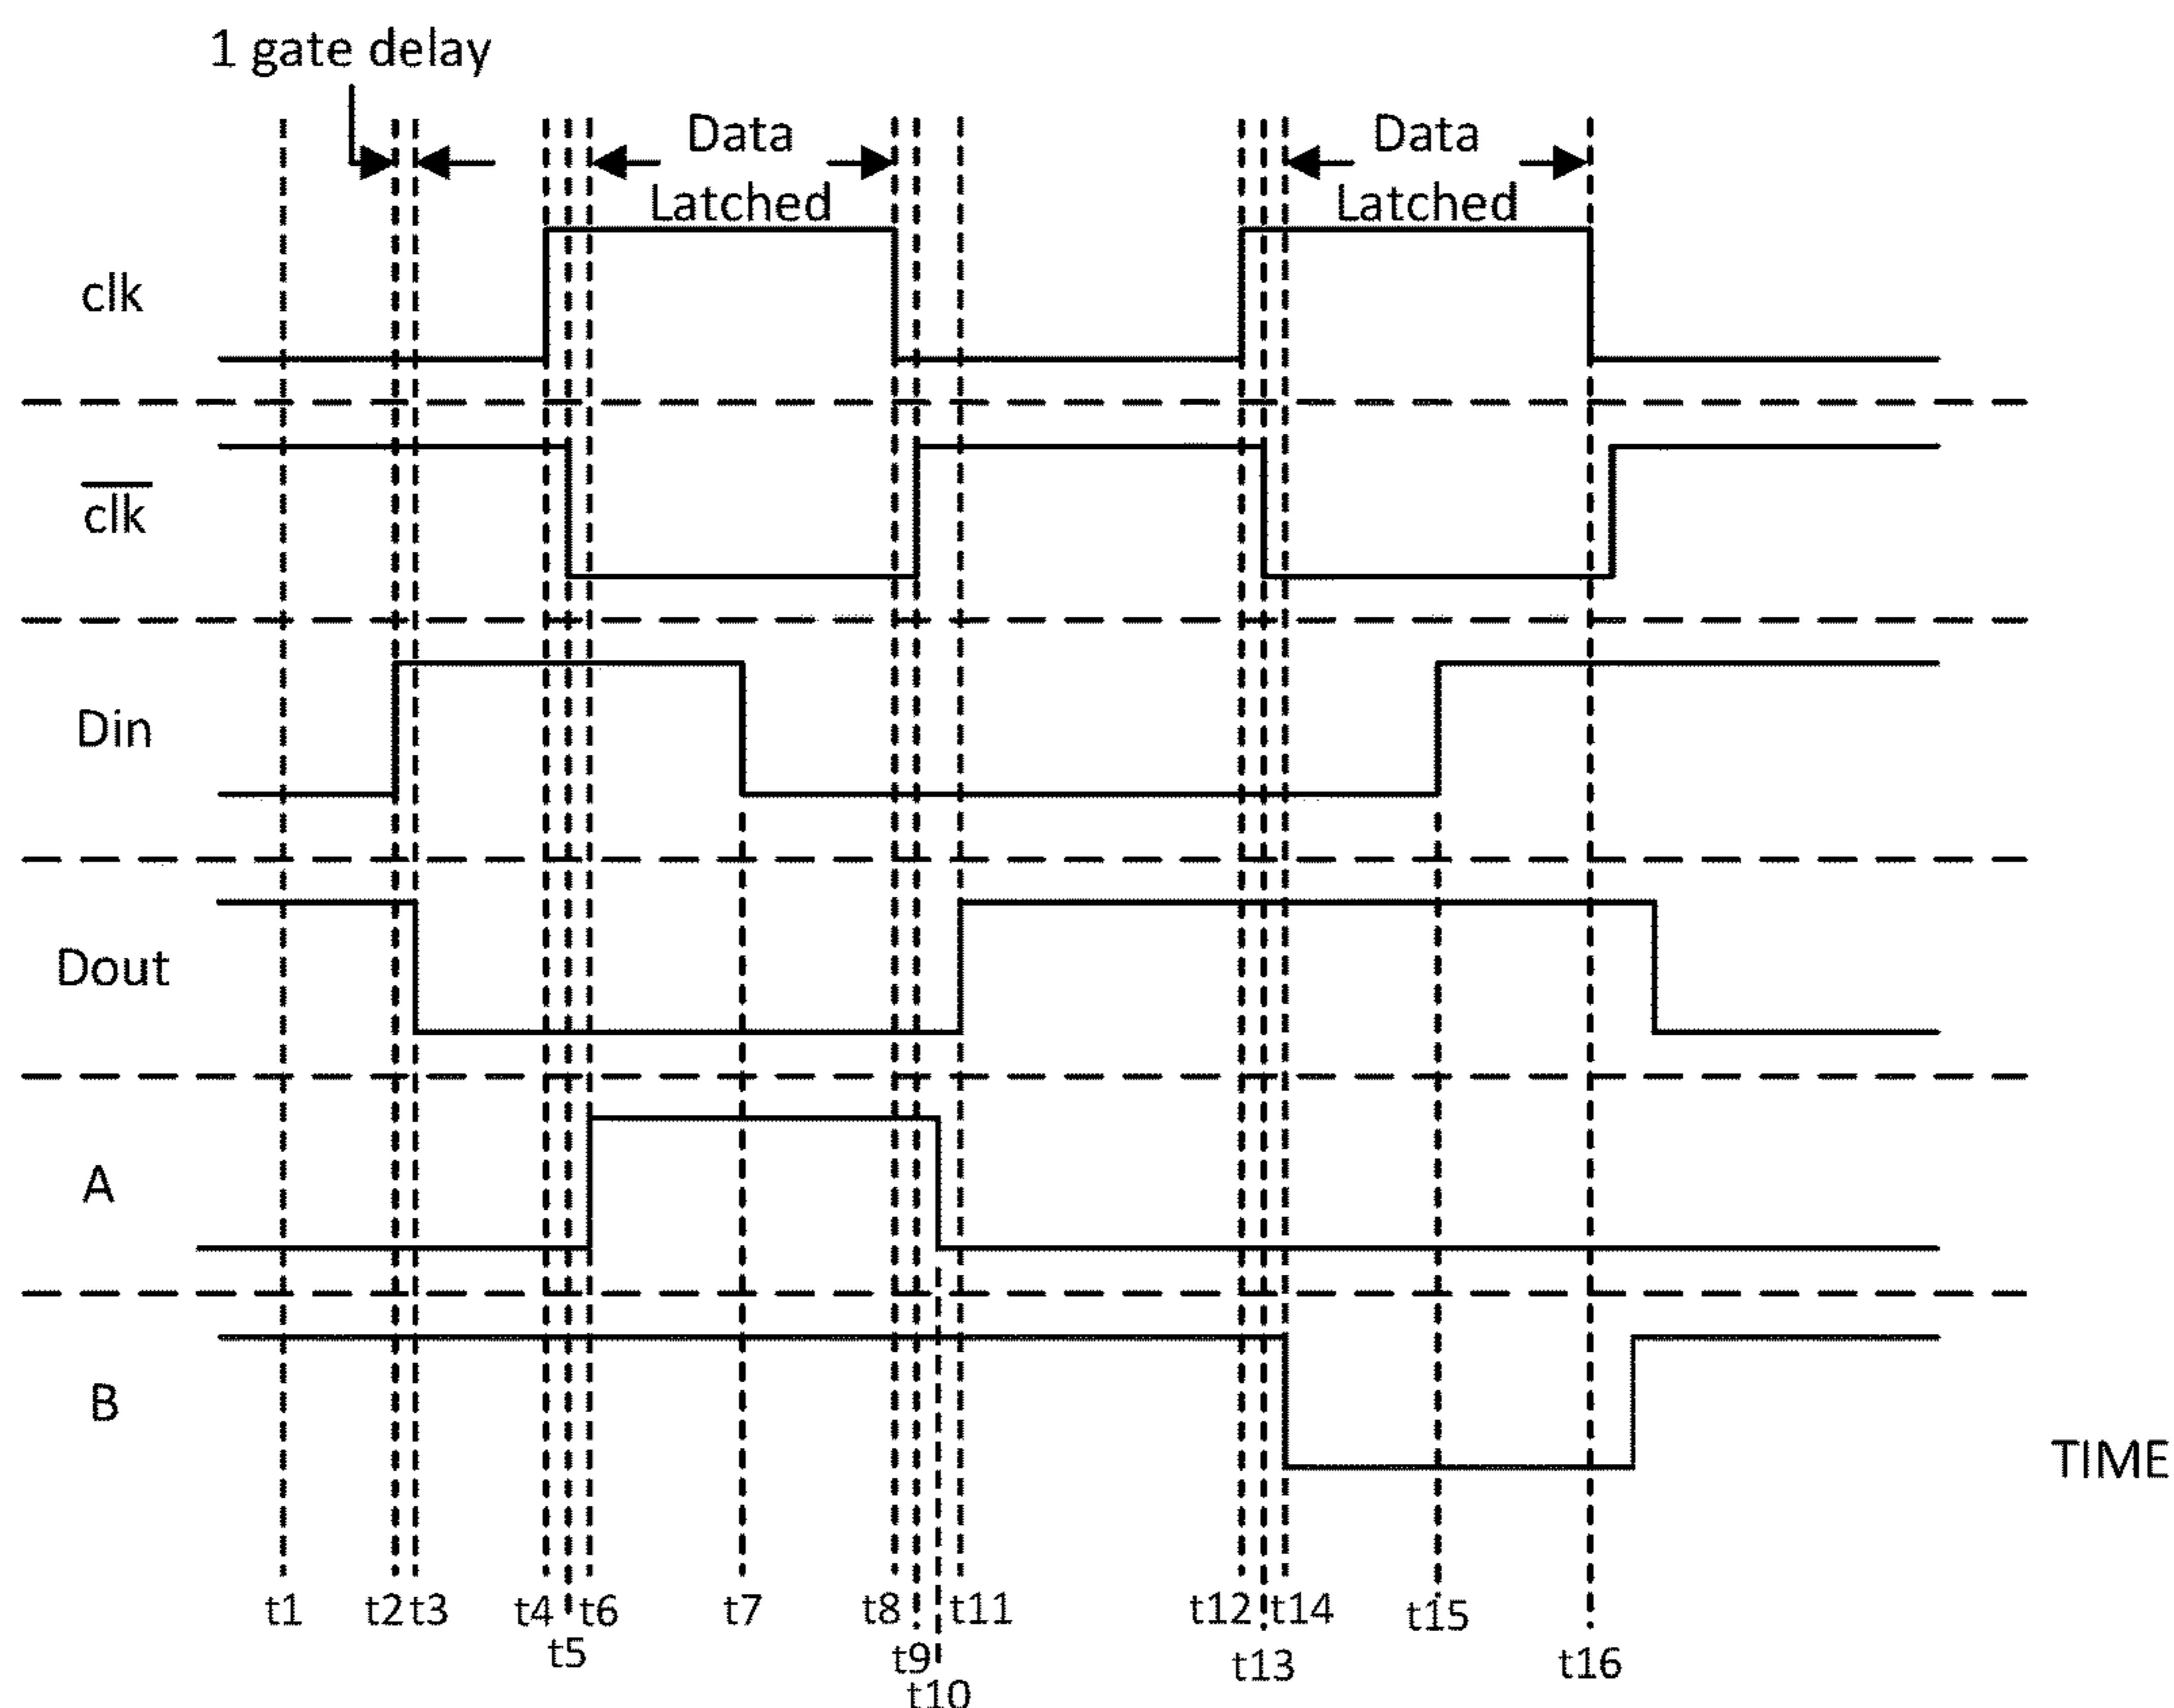 1 gate delay
Data
Latched
Data
Latched
clk
clk
Din
Dout
A
B
TIME
t1
t2
t3
t4
t5
t6
t7
t8
t9
t10
t11
t12
t13
t14
t15
t16